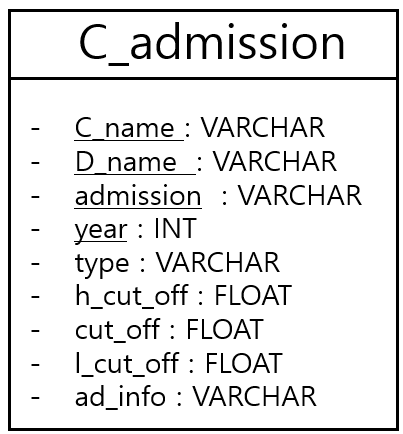 C_admission
- C_name : VARCHAR
- D_name : VARCHAR
- admission : VARCHAR
- year : INT
- type : VARCHAR
- h_cut_off : FLOAT
- cut_off : FLOAT
- l_cut_off : FLOAT
- ad_info : VARCHAR